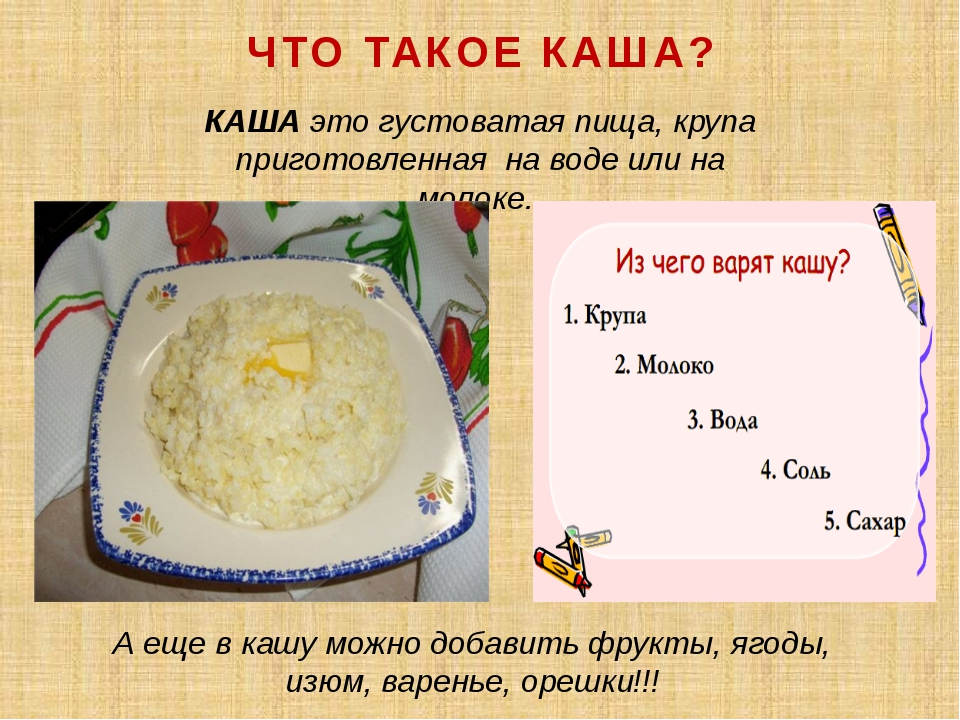 ЧТО ТАКОЕ КАША?
КАША это густоватая пища, крупа
приготовленная на воде или на
молоке.
Из чего варят кашу?
1. Крупа
2. Молоко
3. Вода
4. Соль
5. Сахар
А еще в кашу можно добавить фрукты, ягоды,
изюм, варенье, орешки!!!